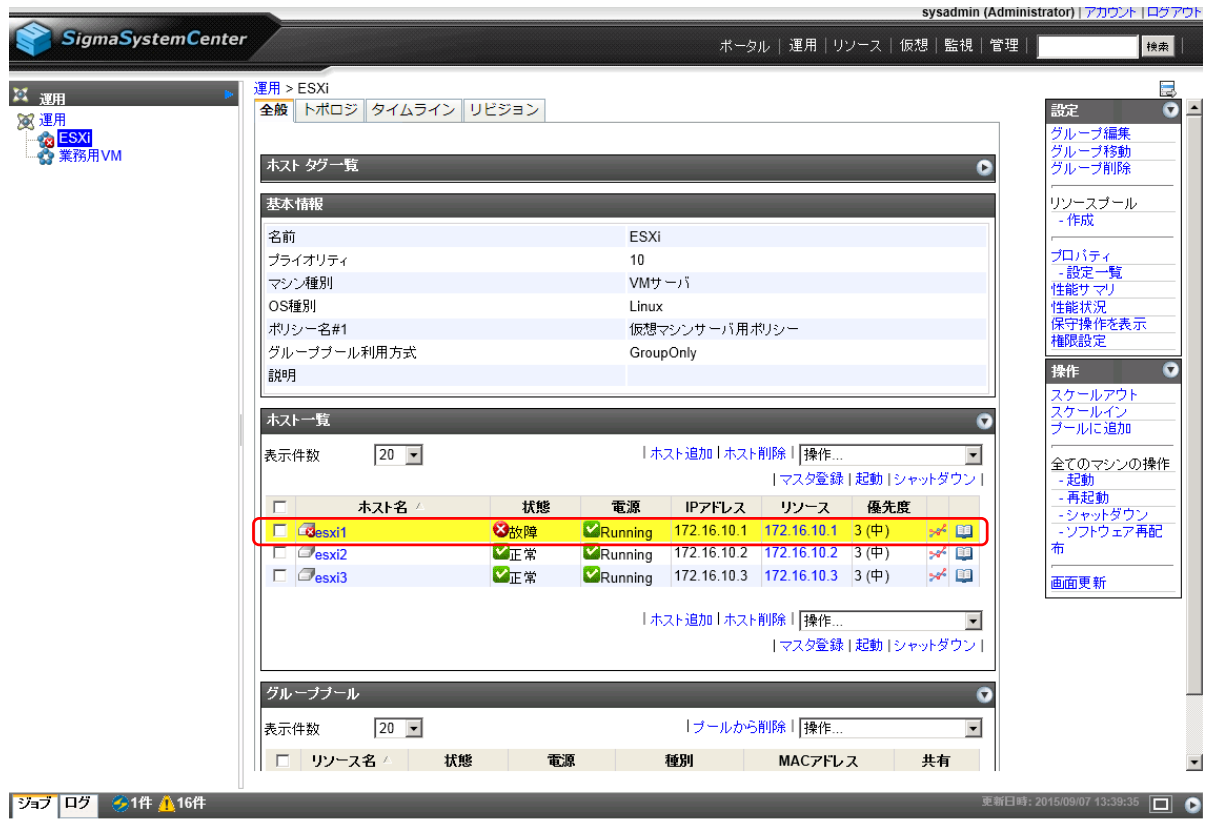 sysadmin (Administrator) | アカウント | ログアウト
SigmaSystemCenter
ポータル | 運用 | リソース | 仮想 | 監視 | 管理 | 検索 |
運用
運用
ESXi
業務用VM
運用 > ESXi
全般 トポロジ タイムライン リビジョン
ホスト タグ一覧
基本情報
名前 ESXi
プライオリティ 10
マシン種別 VMサーバ
OS種別 Linux
ポリシー名#1 仮想マシンサーバ用ポリシー
グループプール利用方式 GroupOnly
説明
ホスト一覧
表示件数 20 | ホスト追加 | ホスト削除 | 操作...
| マスタ登録 | 起動 | シャットダウン |
ホスト名 状態 電源 IPアドレス リソース 優先度
esxi1 故障 Running 172.16.10.1 172.16.10.1 3 (中)
esxi2 正常 Running 172.16.10.2 172.16.10.2 3 (中)
esxi3 正常 Running 172.16.10.3 172.16.10.3 3 (中)
| ホスト追加 | ホスト削除 | 操作...
| マスタ登録 | 起動 | シャットダウン |
グループプール
表示件数 20 | プールから削除 | 操作...
リソース名 状態 電源 種別 MACアドレス 共有
設定
グループ編集
グループ移動
グループ削除
リソースプール
- 作成
プロパティ
- 設定一覧
性能サマリ
性能状況
保守操作を表示
権限設定
操作
スケールアウト
スケールイン
プールに追加
全てのマシンの操作
- 起動
- 再起動
- シャットダウン
- ソフトウェア再配
布
画面更新
ジョブ ログ 1件 16件 更新日時: 2015/09/07 13:39:35